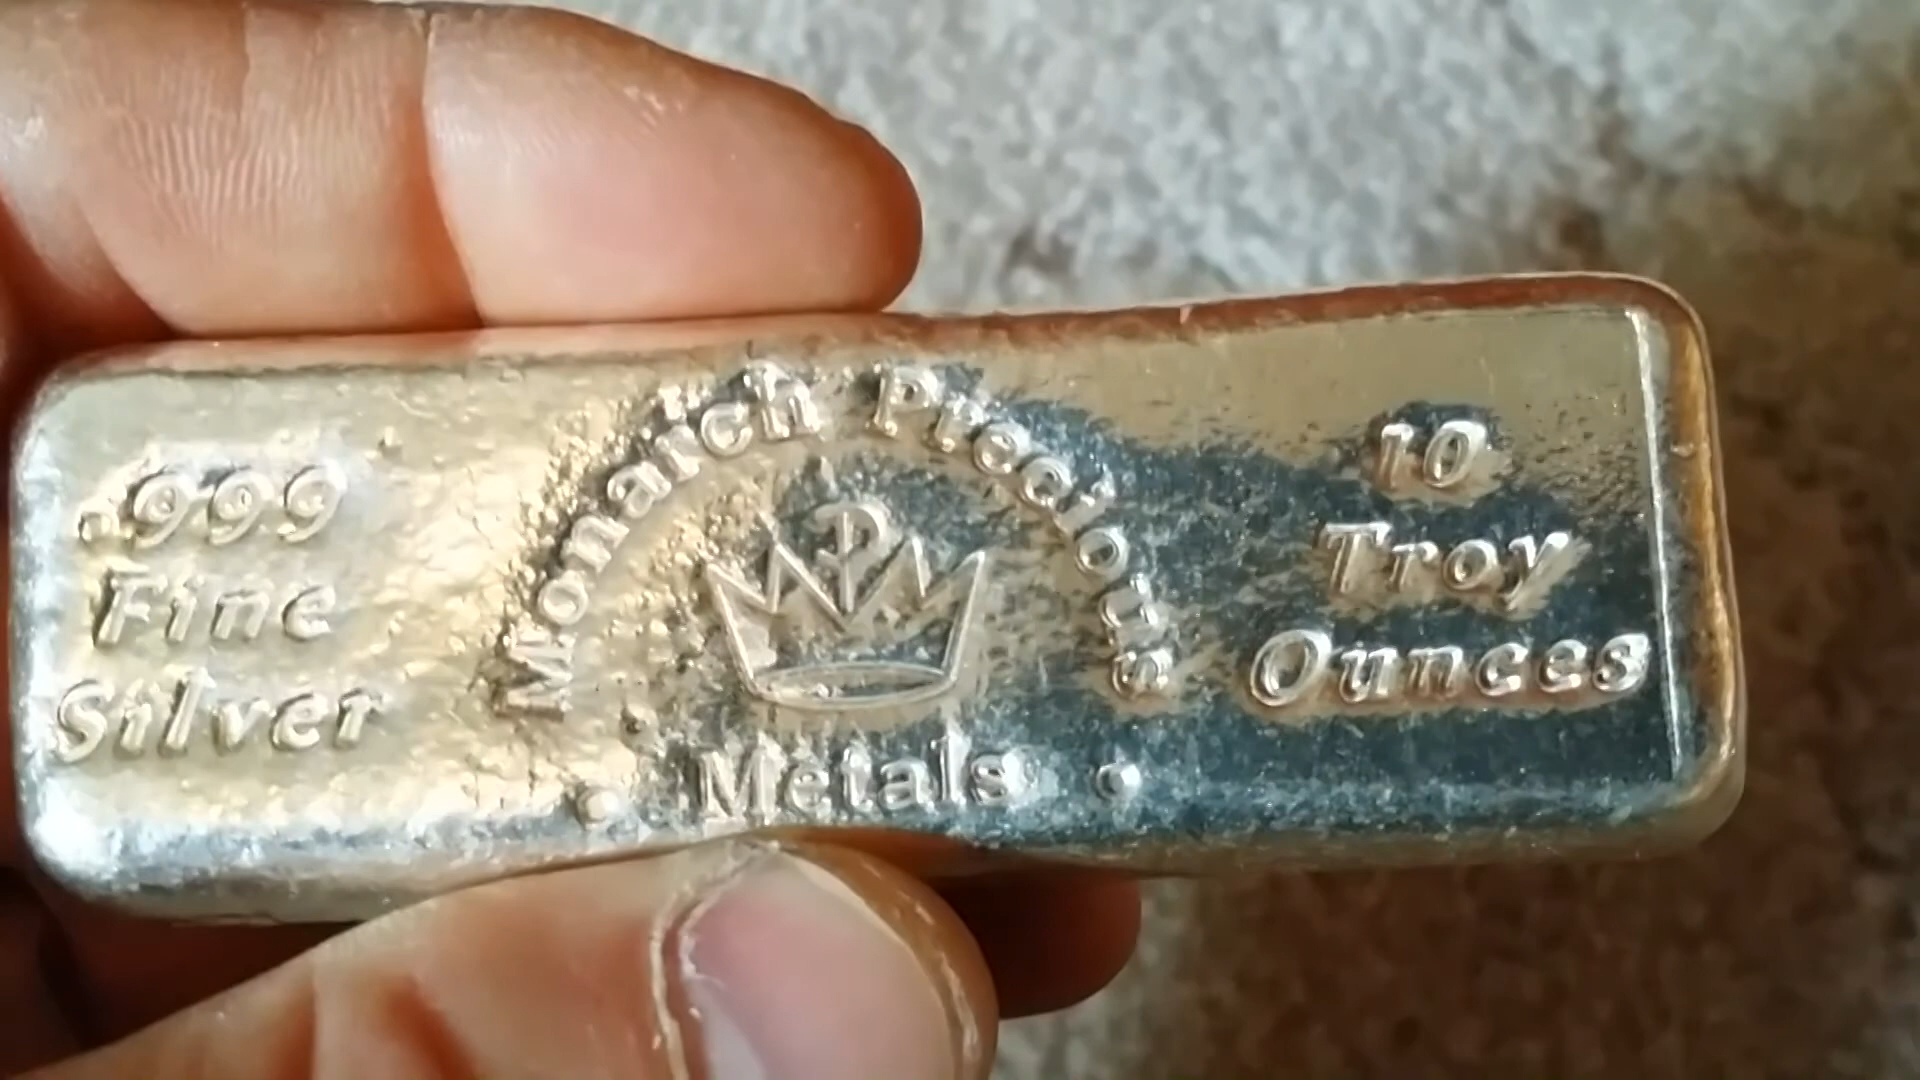 .999
Fine
Silver
Monarch Precious
Metals
10
Troy
Ounces